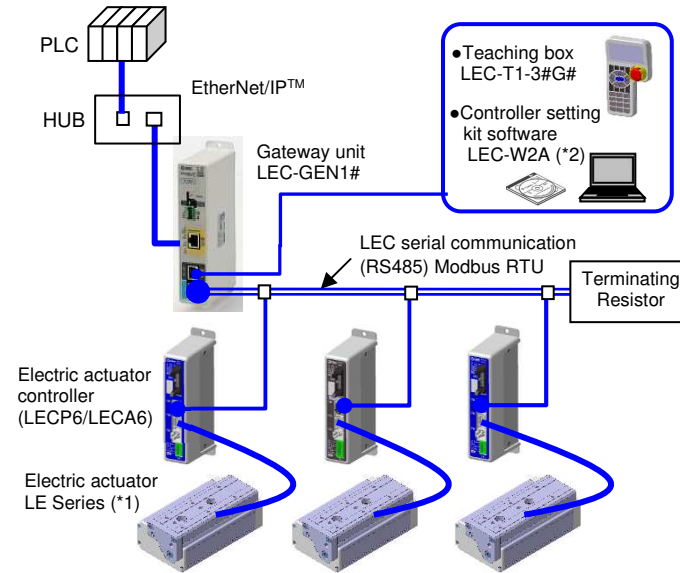 PLC
EtherNet/IP™
HUB
●Teaching box
LEC-T1-3#G#
●Controller setting
kit software
LEC-W2A (*2)
Gateway unit
LEC-GEN1#
LEC serial communication
(RS485) Modbus RTU
Terminating
Resistor
Electric actuator
controller
(LECP6/LECA6)
Electric actuator
LE Series (*1)